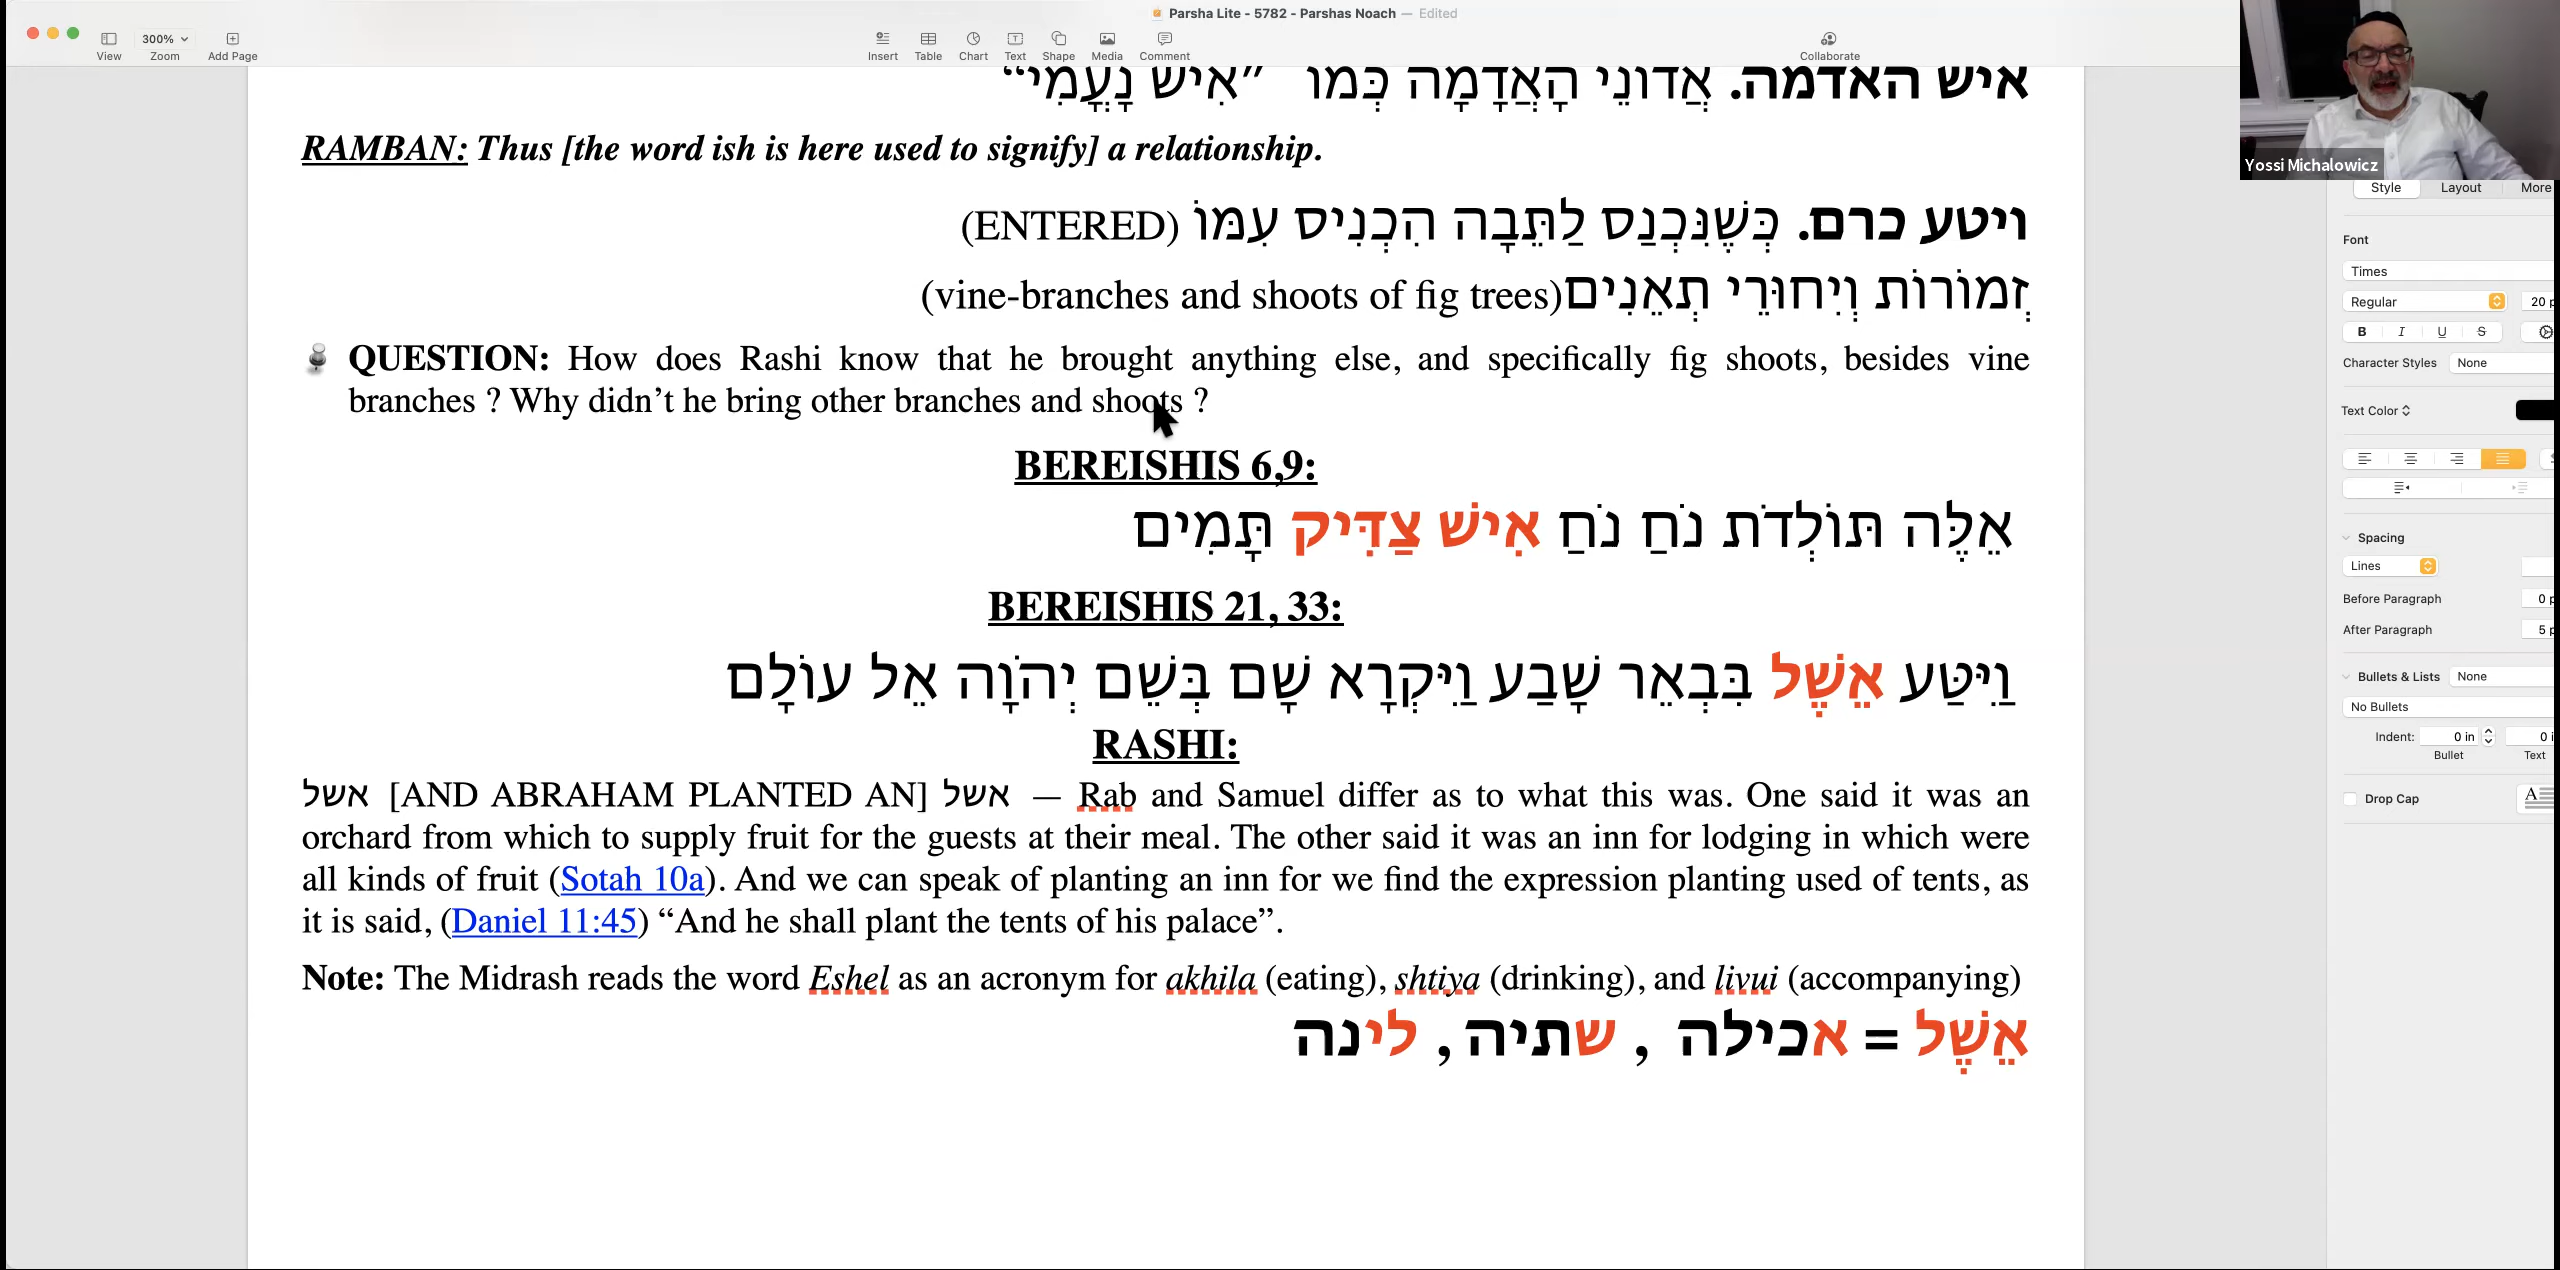 Parsha Lite - 5782 - Parshas Noach — Edited
View
300%
Zoom
Add Page
Insert
Table
Chart
Text
Shape
Media
Comment
Collaborate
Yossi Michalowicz
איש האדמה. אֲדוֹנֵי הָאֲדָמָה כְּמוֹ ״אִישׁ נָעֳמִי“
RAMBAN: Thus [the word ish is here used to signify] a relationship.
ויטע כרם. כְּשֶׁנִּכְנַס לַתֵּבָה הִכְנִיס עִמּוֹ (ENTERED)
זְמוֹרוֹת וְיִחוּרֵי תְאֵנִים(vine-branches and shoots of fig trees)
QUESTION: How does Rashi know that he brought anything else, and specifically fig shoots, besides vine
branches ? Why didn’t he bring other branches and shoots ?
BEREISHIS 6,9:
אֵלֶּה תּוֹלְדֹת נֹחַ נֹחַ אִישׁ צַדִּיק תָּמִים
BEREISHIS 21, 33:
וַיִּטַּע אֵשֶׁל בִּבְאֵר שָׁבַע וַיִּקְרָא שָׁם בְּשֵׁם יְהֹוָה אֵל עוֹלָם
RASHI:
אשל [AND ABRAHAM PLANTED AN] אשל — Rab and Samuel differ as to what this was. One said it was an
orchard from which to supply fruit for the guests at their meal. The other said it was an inn for lodging in which were
all kinds of fruit (Sotah 10a). And we can speak of planting an inn for we find the expression planting used of tents, as
it is said, (Daniel 11:45) “And he shall plant the tents of his palace”.
Note: The Midrash reads the word Eshel as an acronym for akhila (eating), shtiya (drinking), and livui (accompanying)
אֵשֶׁל = אכילה , שתיה , לינה
Style
Layout
More
Font
Times
Regular
20 p
B I U S
Character Styles
None
Text Color
Spacing
Lines
Before Paragraph
0 p
After Paragraph
5 p
Bullets & Lists
None
No Bullets
Indent:
0 in
0 i
Bullet
Text
Drop Cap
A